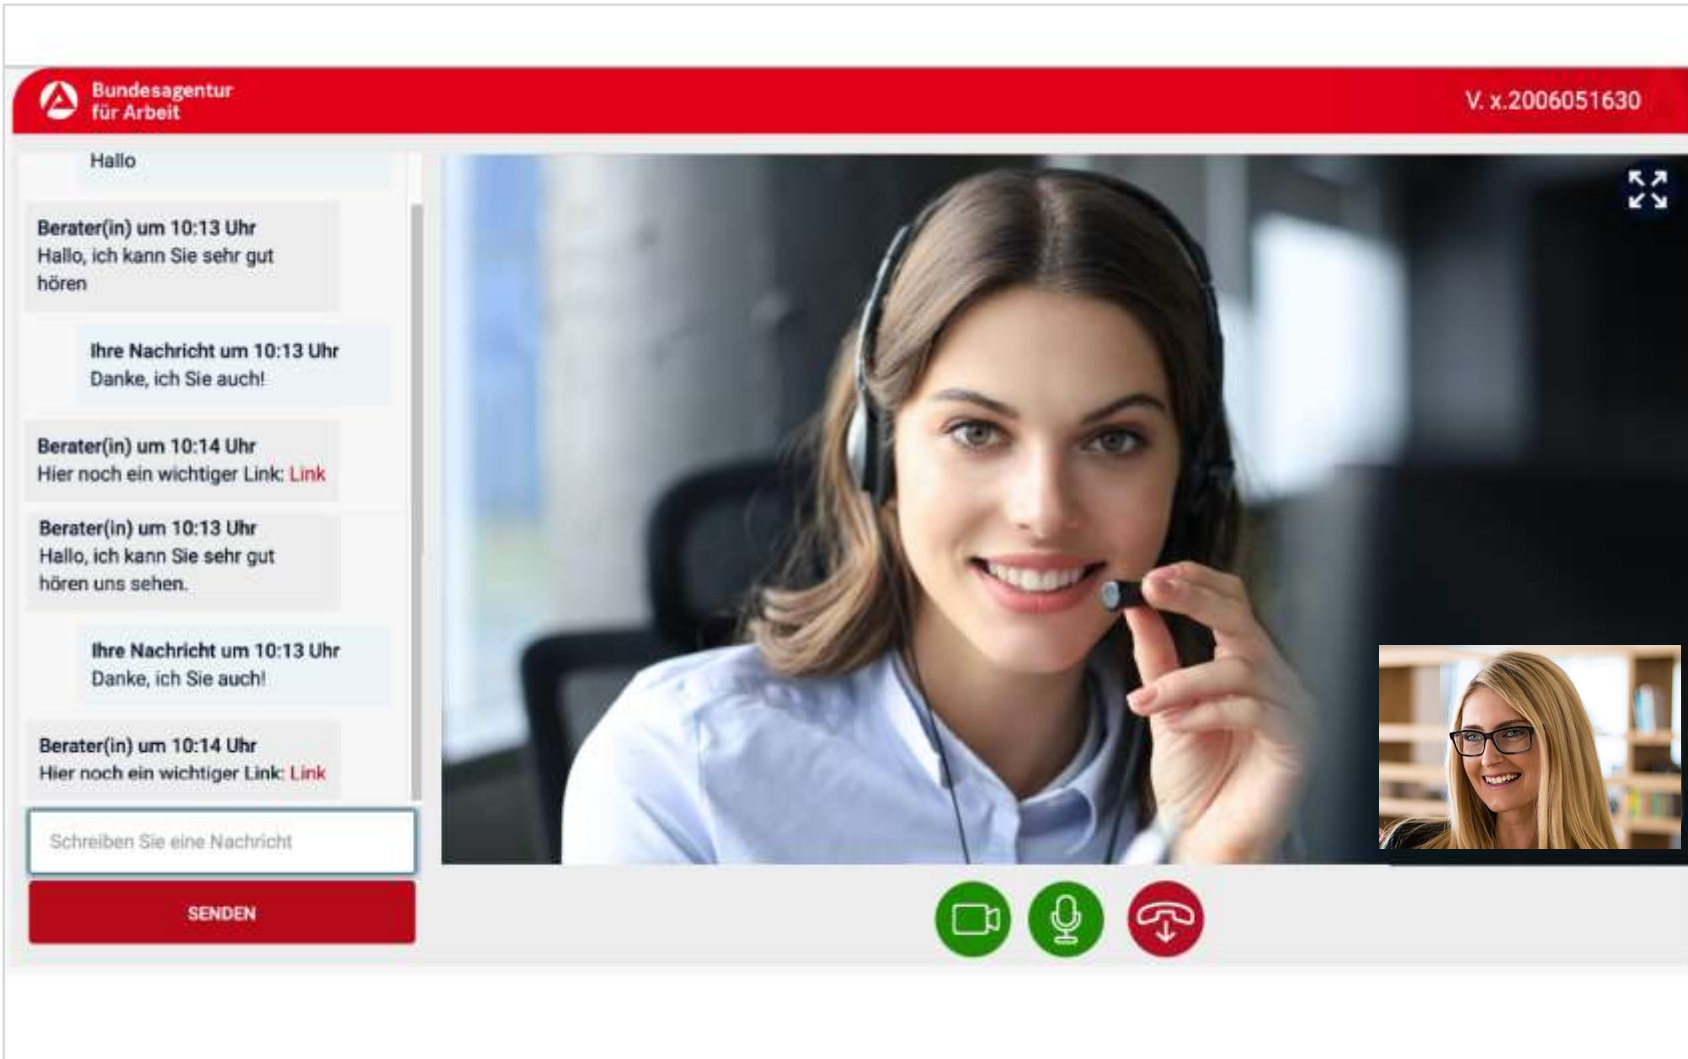 Bundesagentur
für Arbeit
V. x.2006051630
Hallo
Berater(in) um 10:13 Uhr
Hallo, ich kann Sie sehr gut
hören
Ihre Nachricht um 10:13 Uhr
Danke, ich Sie auch!
Berater(in) um 10:14 Uhr
Hier noch ein wichtiger Link: Link
Berater(in) um 10:13 Uhr
Hallo, ich kann Sie sehr gut
hören uns sehen.
Ihre Nachricht um 10:13 Uhr
Danke, ich Sie auch!
Berater(in) um 10:14 Uhr
Hier noch ein wichtiger Link: Link
Schreiben Sie eine Nachricht
SENDEN